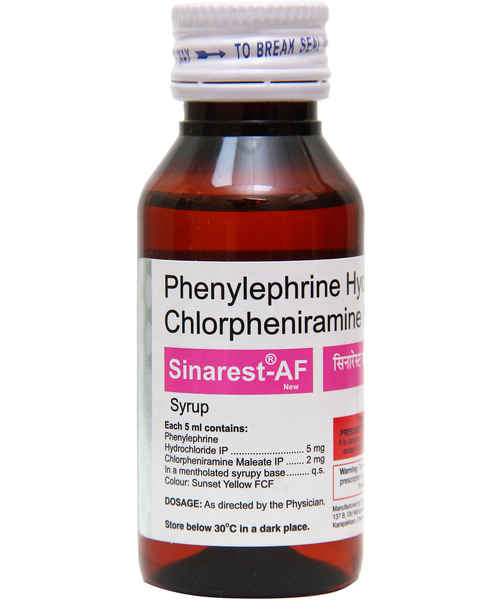 TO BREAK SEAL
Phenylephrine
Chlorpheniramine
Sinarest®-AF
New
Syrup
Each 5 ml contains:
Phenylephrine
Hydrochloride IP ........................ 5 mg
Chlorpheniramine Maleate IP ...... 2 mg
In a mentholated syrupy base ......... q.s.
Colour: Sunset Yellow FCF
DOSAGE: As directed by the Physician.
Store below 30°C in a dark place.
सिनारेस्ट
Warning: